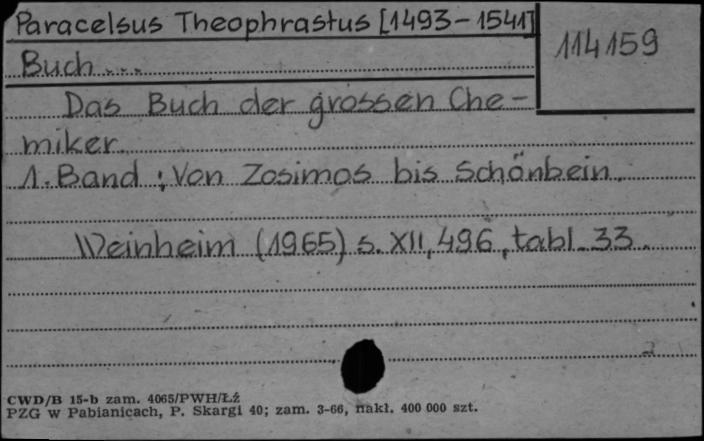 Paracelsus Theophrastus [1493-1541]
114159
Buch...
Das Buch der grossen Che-
miker.
1. Band : Von Zosimos bis Schönbein.
Weinheim (1965) s. XII, 496, tabl. 33.
CWD/B 15-b zam. 4065/PWH/Łź
PZG w Pabianicach, P. Skargi 40; zam. 3-66, nakł. 400 000 szt.